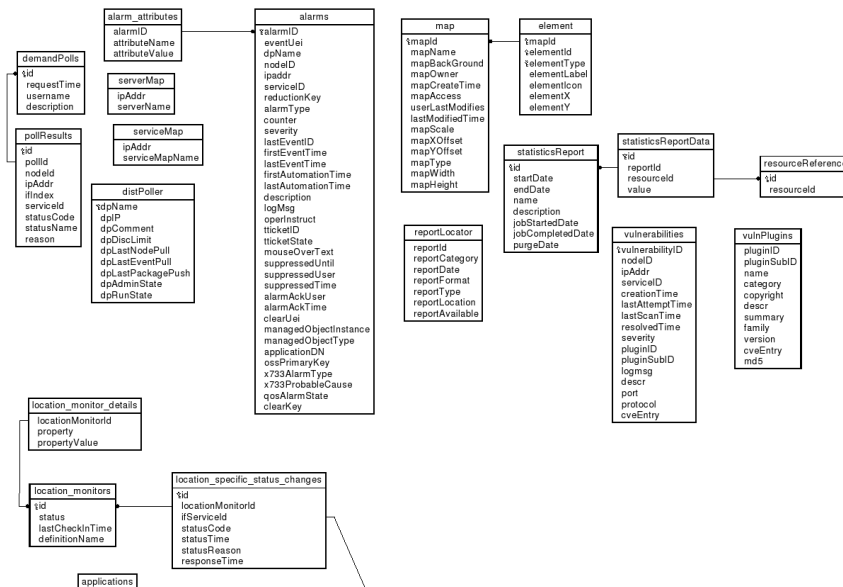 alarm_attributes
alarmID
attributeName
attributeValue
alarms
alarmID
eventUei
dpName
nodeID
ipaddr
serviceID
reductionKey
alarmType
counter
severity
lastEventID
firstEventTime
lastEventTime
firstAutomationTime
lastAutomationTime
description
logMsg
operInstruct
tticketID
tticketState
mouseOverText
suppressedUntil
suppressedUser
suppressedTime
alarmAckUser
alarmAckTime
clearUei
managedObjectInstance
managedObjectType
applicationDN
ossPrimaryKey
x733AlarmType
x733ProbableCause
qosAlarmState
clearKey
demandPolls
id
requestTime
username
description
serverMap
ipAddr
serverName
serviceMap
ipAddr
serviceMapName
pollResults
id
pollId
nodeId
ipAddr
ifIndex
serviceId
statusCode
statusName
reason
distPoller
dpName
dpIP
dpComment
dpDiscLimit
dpLastNodePull
dpLastEventPull
dpLastPackagePush
dpAdminState
dpRunState
map
mapId
mapName
mapBackGround
mapOwner
mapCreateTime
mapAccess
userLastModifies
lastModifiedTime
mapScale
mapXOffset
mapYOffset
mapType
mapWidth
mapHeight
element
mapId
elementId
elementType
elementLabel
elementIcon
elementX
elementY
statisticsReport
id
startDate
endDate
name
description
jobStartedDate
jobCompletedDate
purgeDate
statisticsReportData
id
reportId
resourceId
value
resourceReference
id
resourceId
reportLocator
reportId
reportCategory
reportDate
reportFormat
reportType
reportLocation
reportAvailable
vulnerabilities
vulnerabilityID
nodeID
ipAddr
serviceID
creationTime
lastAttemptTime
lastScanTime
resolvedTime
severity
pluginID
pluginSubID
logmsg
descr
port
protocol
cveEntry
vulnPlugins
pluginID
pluginSubID
name
category
copyright
descr
summary
family
version
cveEntry
md5
location_monitor_details
locationMonitorId
property
propertyValue
location_monitors
id
status
lastCheckInTime
definitionName
location_specific_status_changes
id
locationMonitorId
ifServiceId
statusCode
statusTime
statusReason
responseTime
applications